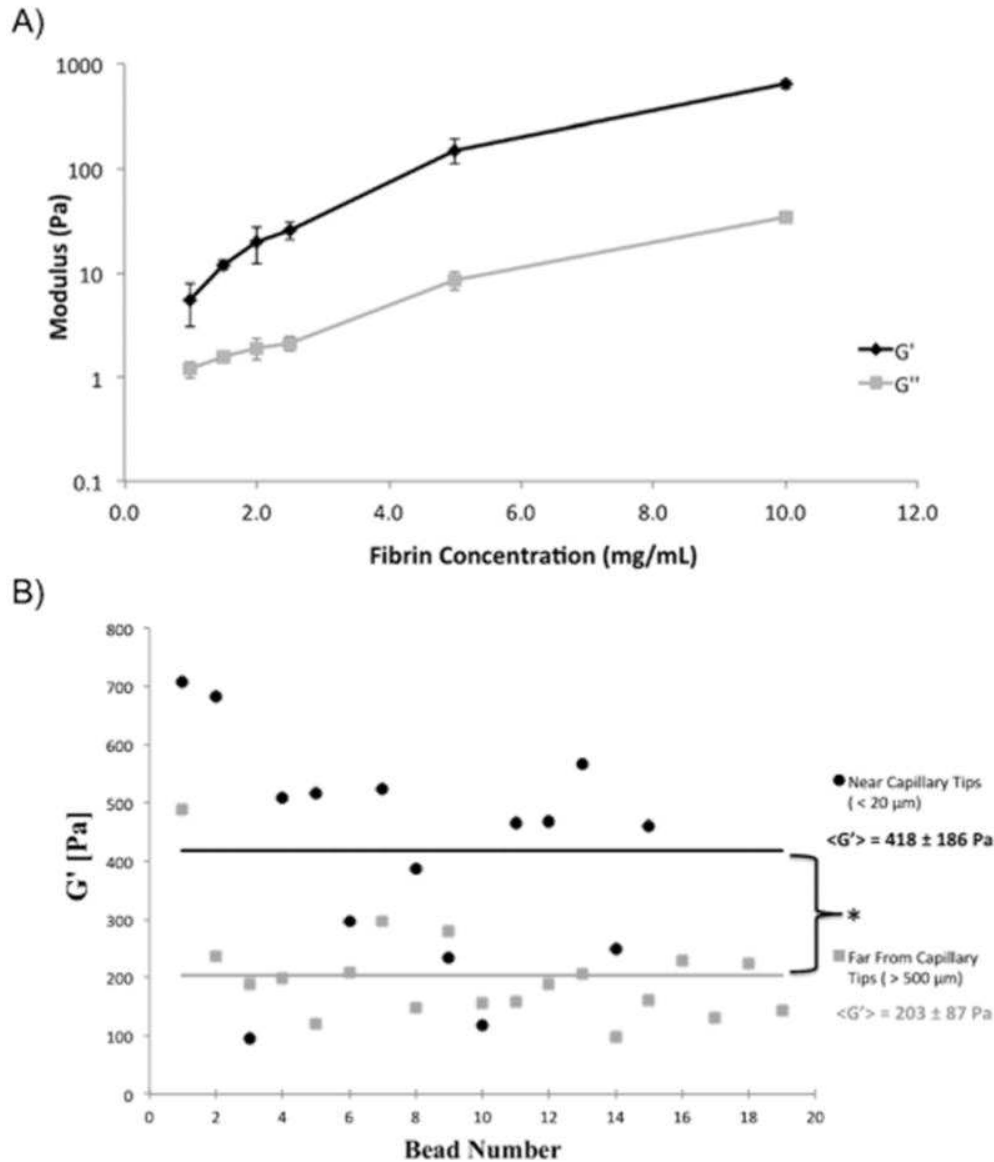 A)
1000
100
10
1
0.1
Modulus (Pa)
G'
G''
0.0 2.0 4.0 6.0 8.0 10.0 12.0
Fibrin Concentration (mg/mL)
B)
800
700
600
500
400
300
200
100
0
G' [Pa]
Near Capillary Tips
( < 20 µm)
<G'> = 418 ± 186 Pa
*
Far From Capillary
Tips ( > 500 µm)
<G'> = 203 ± 87 Pa
0 2 4 6 8 10 12 14 16 18 20
Bead Number